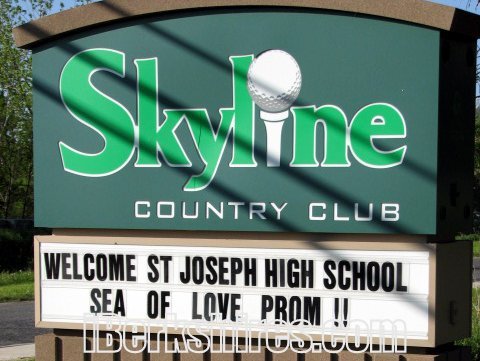 Skyline
COUNTRY CLUB
WELCOME ST JOSEPH HIGH SCHOOL
SEA OF LOVE PROM !!
iBerkshires.com